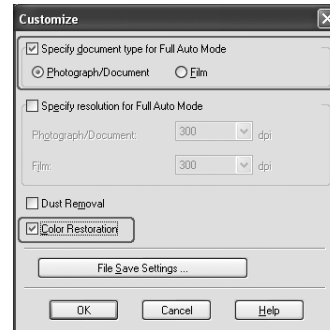 Customize
Specify document type for Full Auto Mode
Photograph/Document Film
Specify resolution for Full Auto Mode
Photograph/Document: 300 dpi
Film: 300 dpi
Dust Removal
Color Restoration
File Save Settings ...
OK Cancel Help